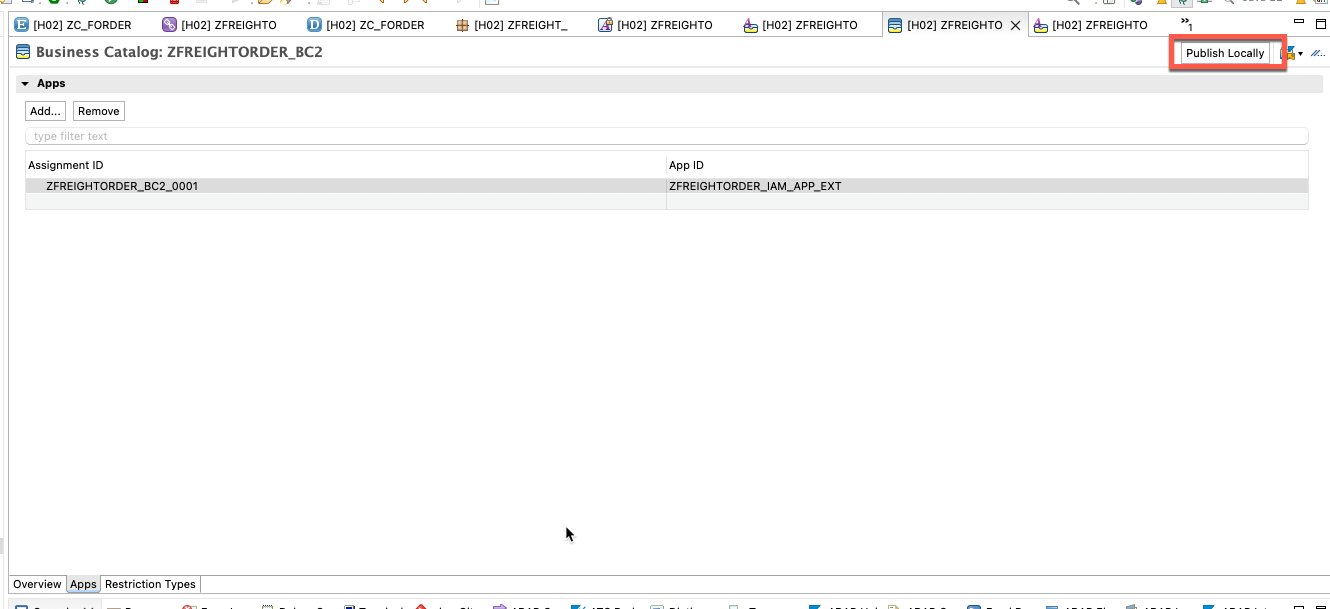 [H02] ZC_FORDER [H02] ZFREIGHTO [H02] ZC_FORDER [H02] ZFREIGHT_ [H02] ZFREIGHTO [H02] ZFREIGHTO [H02] ZFREIGHTO [H02] ZFREIGHTO »1
Business Catalog: ZFREIGHTORDER_BC2 Publish Locally
Apps
Add... Remove
type filter text
Assignment ID App ID
ZFREIGHTORDER_BC2_0001 ZFREIGHTORDER_IAM_APP_EXT
Overview Apps Restriction Types